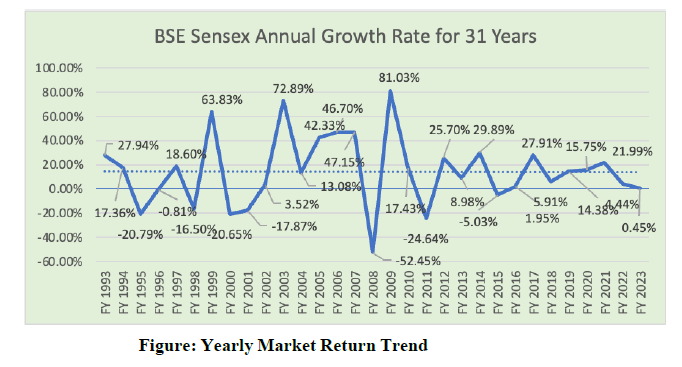 BSE Sensex Annual Growth Rate for 31 Years
100.00%
80.00%
60.00%
40.00%
20.00%
0.00%
-20.00%
-40.00%
-60.00%
27.94%
17.36%
-20.79%
-0.81%
18.60%
-16.50%
63.83%
-20.65%
-17.87%
3.52%
72.89%
13.08%
42.33%
46.70%
47.15%
-52.45%
81.03%
17.43%
-24.64%
25.70%
8.98%
29.89%
-5.03%
1.95%
27.91%
5.91%
14.38%
15.75%
21.99%
4.44%
0.45%
FY 1993
FY 1994
FY 1995
FY 1996
FY 1997
FY 1998
FY 1999
FY 2000
FY 2001
FY 2002
FY 2003
FY 2004
FY 2005
FY 2006
FY 2007
FY 2008
FY 2009
FY 2010
FY 2011
FY 2012
FY 2013
FY 2014
FY 2015
FY 2016
FY 2017
FY 2018
FY 2019
FY 2020
FY 2021
FY 2022
FY 2023
Figure: Yearly Market Return Trend